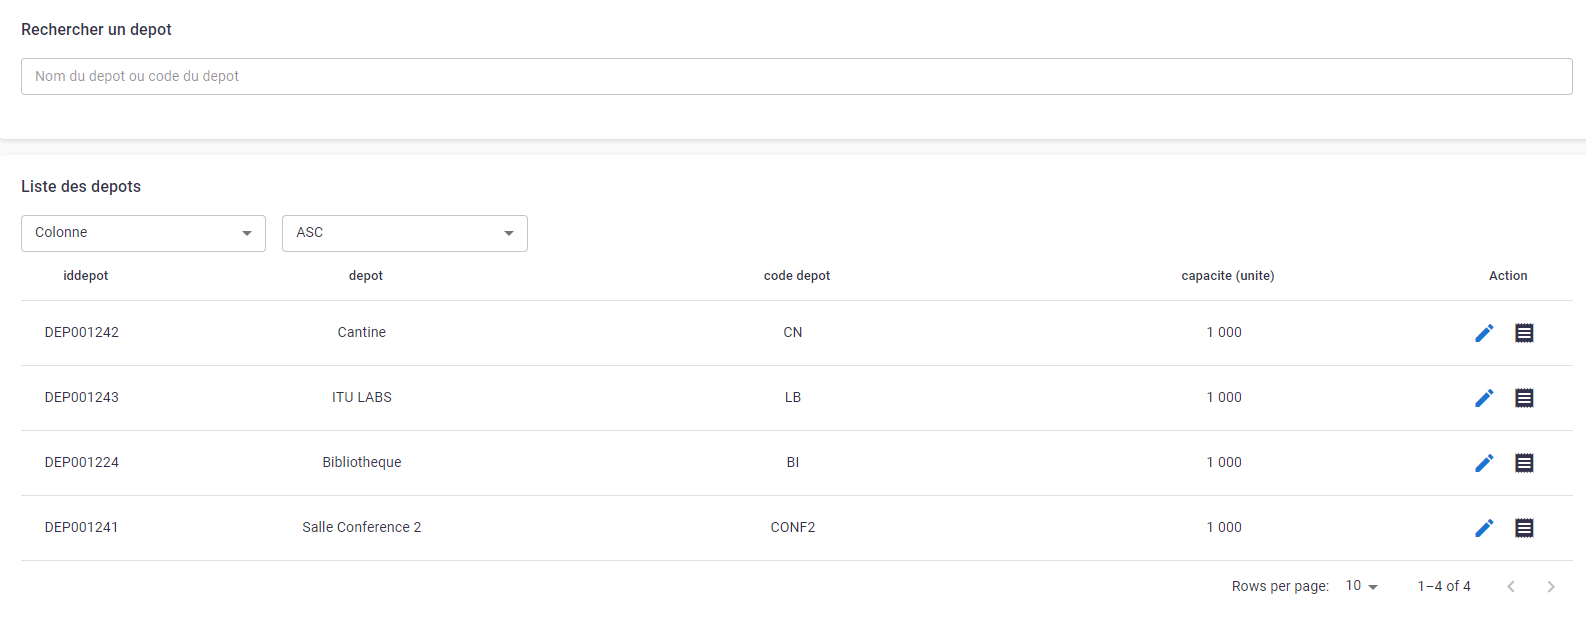 Rechercher un depot
Nom du depot ou code du depot
Liste des depots
Colonne ASC
iddepot depot code depot capacite (unite) Action
DEP001242 Cantine CN 1 000
DEP001243 ITU LABS LB 1 000
DEP001224 Bibliotheque BI 1 000
DEP001241 Salle Conference 2 CONF2 1 000
Rows per page: 10 1–4 of 4